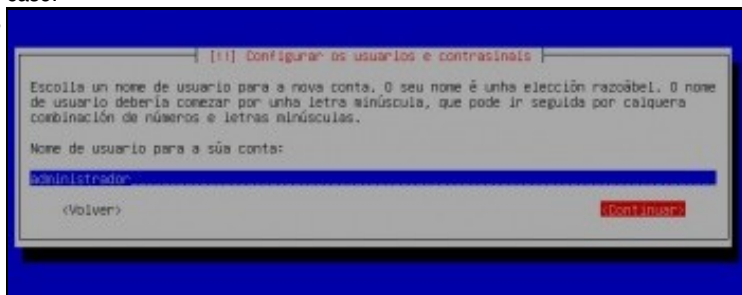 [!!] Configurar os usuarios e contrasinais
Escolla un nome de usuario para a nova conta. O seu nome é unha elección razoábel. O nome
de usuario debería comezar por unha letra minúscula, que pode ir seguida por calquera
combinación de números e letras minúsculas.
Nome de usuario para a súa conta:
administrador
<Volver> <Continuar>